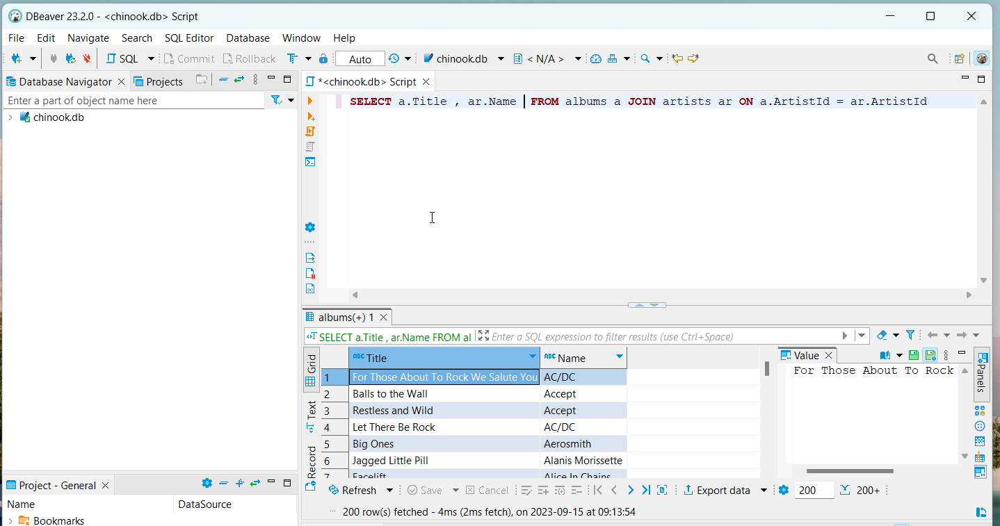 DBeaver 23.2.0 - <chinook.db> Script
File Edit Navigate Search SQL Editor Database Window Help
SQL Commit Rollback Auto chinook.db < N/A >
Database Navigator Projects
Enter a part of object name here
chinook.db
*<chinook.db> Script
SELECT a.Title , ar.Name FROM albums a JOIN artists ar ON a.ArtistId = ar.ArtistId
albums(+) 1
SELECT a.Title , ar.Name FROM al Enter a SQL expression to filter results (use Ctrl+Space)
Grid
Text
Record
ABC Title ABC Name
1 For Those About To Rock We Salute You AC/DC
2 Balls to the Wall Accept
3 Restless and Wild Accept
4 Let There Be Rock AC/DC
5 Big Ones Aerosmith
6 Jagged Little Pill Alanis Morissette
7 Facelift Alice In Chains
Value
For Those About To Rock
Panels
Refresh Save Cancel Export data 200 200+
200 row(s) fetched - 4ms (2ms fetch), on 2023-09-15 at 09:13:54
Project - General
Name DataSource
Bookmarks